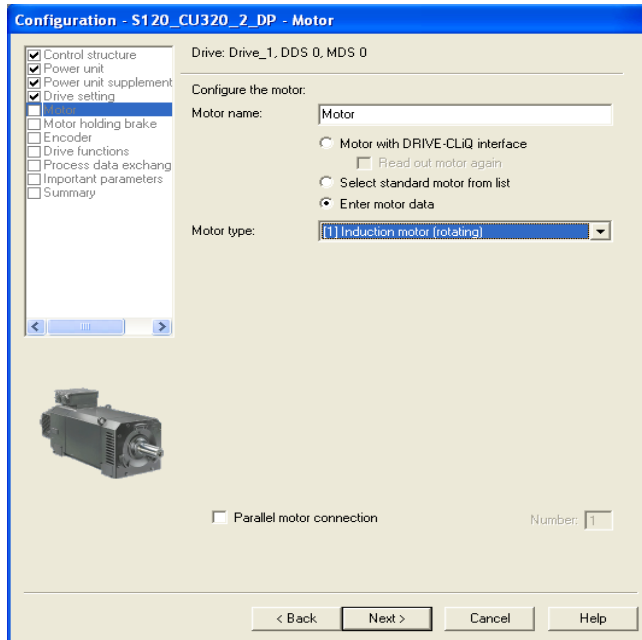 Configuration - S120_CU320_2_DP - Motor
Control structure
Power unit
Power unit supplement
Drive setting
Motor
Motor holding brake
Encoder
Drive functions
Process data exchang
Important parameters
Summary
Drive: Drive_1, DDS 0, MDS 0
Configure the motor:
Motor name: Motor
Motor with DRIVE-CLiQ interface
Read out motor again
Select standard motor from list
Enter motor data
Motor type: [1] Induction motor (rotating)
Parallel motor connection Number: 1
< Back Next > Cancel Help